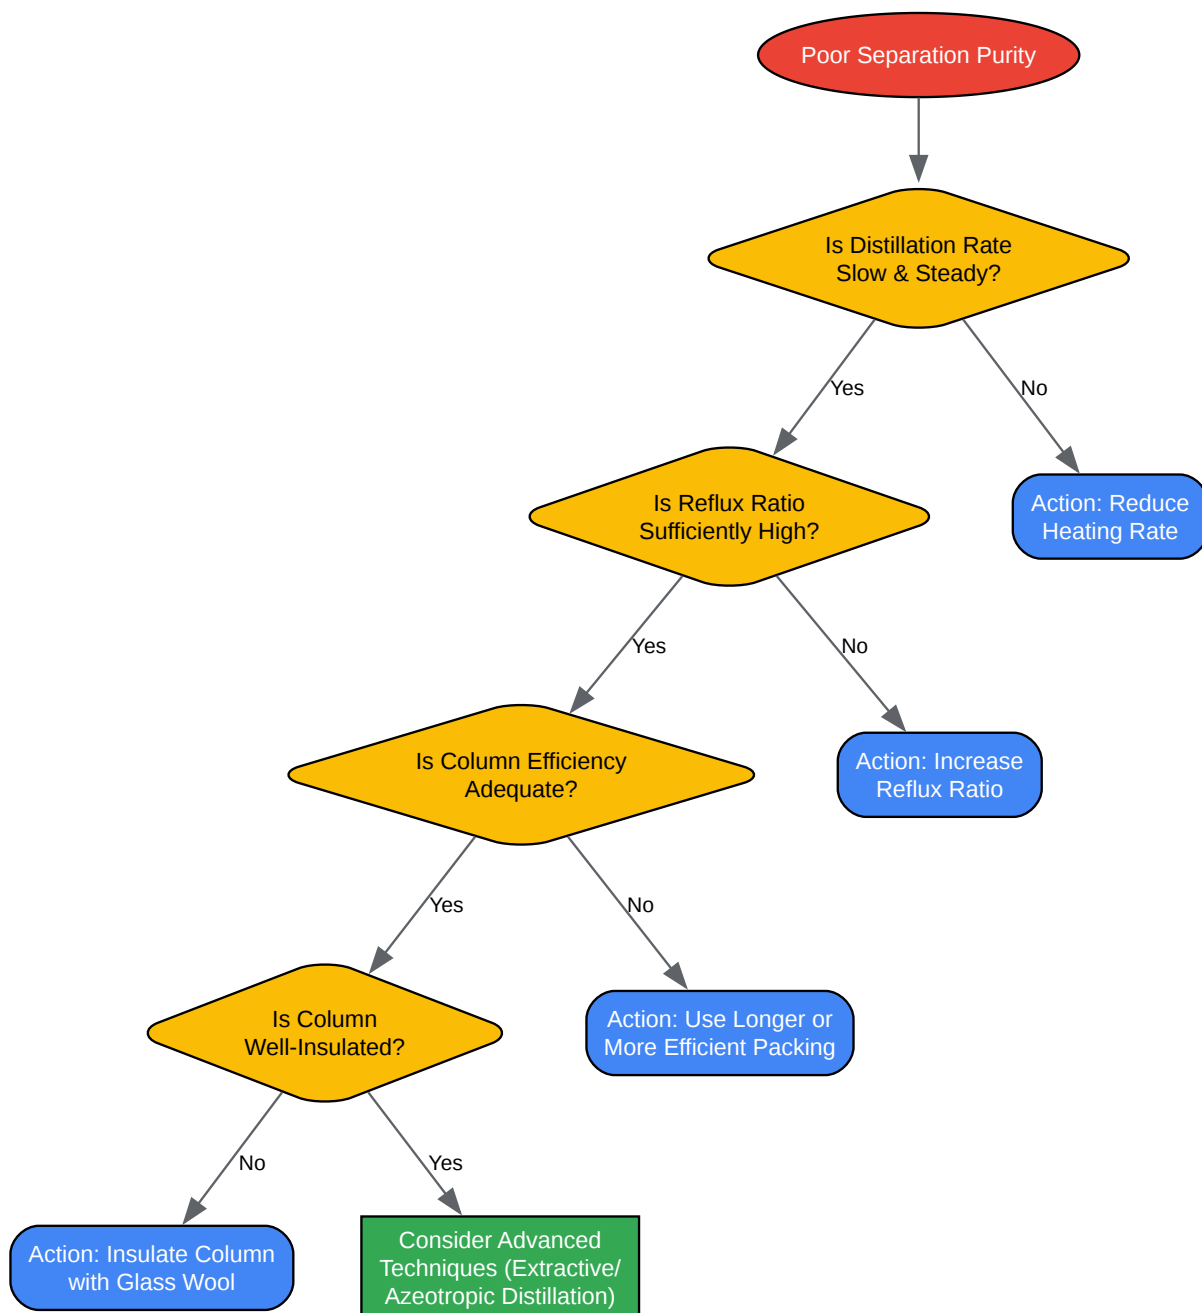 Poor Separation Purity
Is Distillation Rate
Slow & Steady?
Yes
No
Is Reflux Ratio
Sufficiently High?
Action: Reduce
Heating Rate
Yes
No
Is Column Efficiency
Adequate?
Action: Increase
Reflux Ratio
Yes
No
Is Column
Well-Insulated?
Action: Use Longer or
More Efficient Packing
No
Yes
Action: Insulate Column
with Glass Wool
Consider Advanced
Techniques (Extractive/
Azeotropic Distillation)